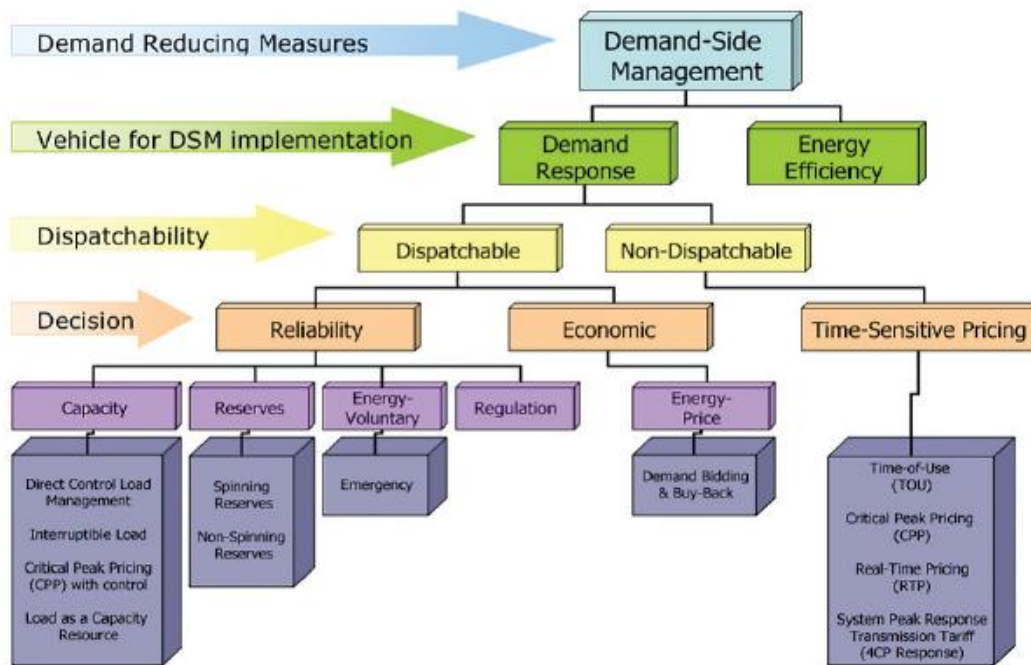 Demand Reducing Measures
Demand-Side
Management
Vehicle for DSM implementation
Demand
Response
Energy
Efficiency
Dispatchability
Dispatchable
Non-Dispatchable
Decision
Reliability
Economic
Time-Sensitive Pricing
Capacity
Reserves
Energy-
Voluntary
Regulation
Energy-
Price
Direct Control Load
Management
Interruptible Load
Critical Peak Pricing
(CPP) with control
Load as a Capacity
Resource
Spinning
Reserves
Non-Spinning
Reserves
Emergency
Demand Bidding
& Buy-Back
Time-of-Use
(TOU)
Critical Peak Pricing
(CPP)
Real-Time Pricing
(RTP)
System Peak Response
Transmission Tariff
(4CP Response)